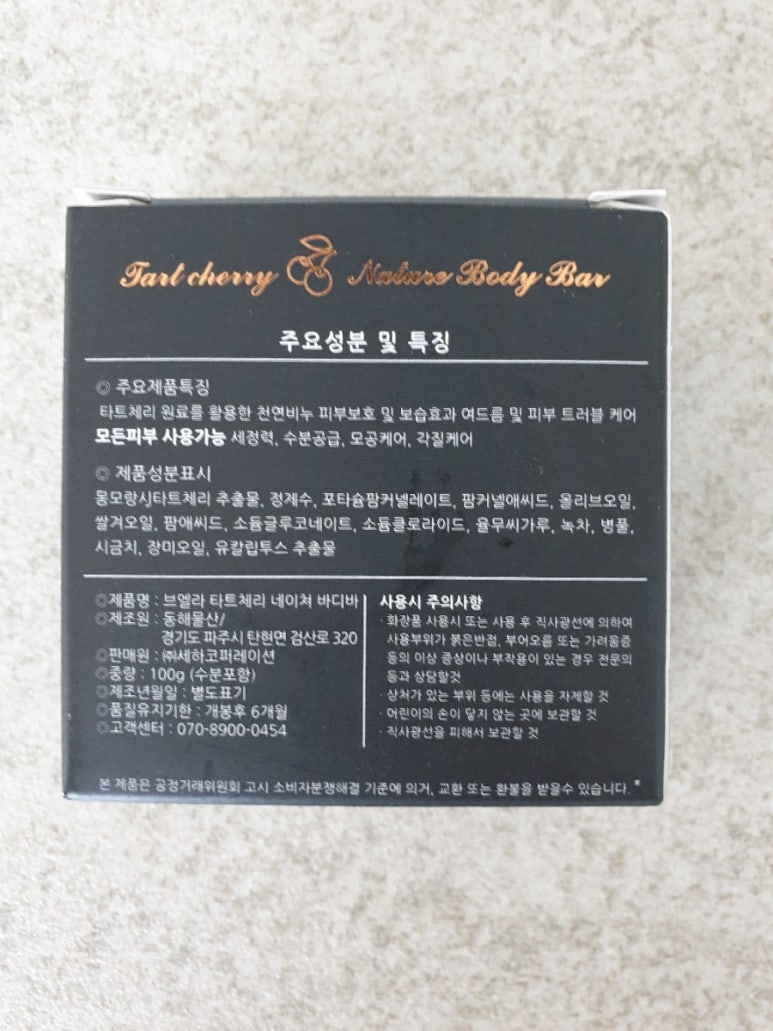 Tart cherry Nature Body Bar
주요성분 및 특징
◎ 주요제품특징
타트체리 원료를 활용한 천연비누 피부보호 및 보습효과 여드름 및 피부 트러블 케어
모든피부 사용가능 세정력, 수분공급, 모공케어, 각질케어
◎ 제품성분표시
몽모랑시타트체리 추출물, 정제수, 포타슘팜커넬레이트, 팜커넬애씨드, 올리브오일,
쌀겨오일, 팜애씨드, 소듐글루코네이트, 소듐클로라이드, 율무씨가루, 녹차, 병풀,
시금치, 장미오일, 유칼립투스 추출물
◎제품명 : 브엘라 타트체리 네이쳐 바디바
◎제조원 : 동해물산/
경기도 파주시 탄현면 검산로 320
◎판매원 : ㈜세하코퍼레이션
◎중량 : 100g (수분포함)
◎제조년월일 : 별도표기
◎품질유지기한 : 개봉후 6개월
◎고객센터 : 070-8900-0454
사용시 주의사항
· 화장품 사용시 또는 사용 후 직사광선에 의하여
사용부위가 붉은반점, 부어오름 또는 가려움증
등의 이상 증상이나 부작용이 있는 경우 전문의
등과 상담할것
· 상처가 있는 부위 등에는 사용을 자제할 것
· 어린이의 손이 닿지 않는 곳에 보관할 것
· 직사광선을 피해서 보관할 것
본 제품은 공정거래위원회 고시 소비자분쟁해결 기준에 의거, 교환 또는 환불을 받을수 있습니다.*